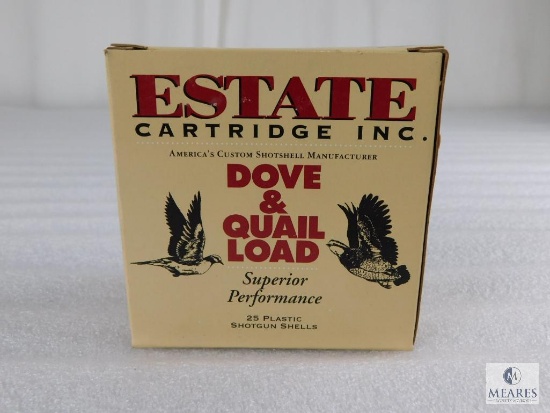 ESTATE
CARTRIDGE INC.
AMERICA'S CUSTOM SHOTSHELL MANUFACTURER
DOVE
&
QUAIL
LOAD
Superior
Performance
25 PLASTIC
SHOTGUN SHELLS
M
MEARES